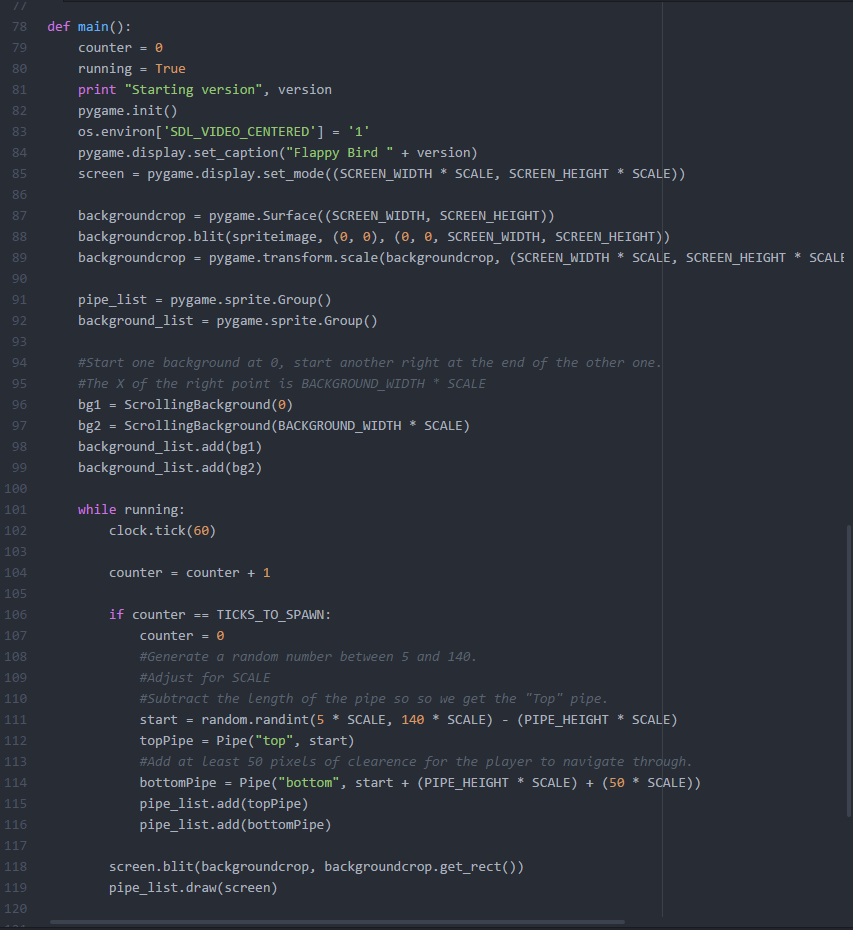 77
78 def main():
79     counter = 0
80     running = True
81     print "Starting version", version
82     pygame.init()
83     os.environ['SDL_VIDEO_CENTERED'] = '1'
84     pygame.display.set_caption("Flappy Bird " + version)
85     screen = pygame.display.set_mode((SCREEN_WIDTH * SCALE, SCREEN_HEIGHT * SCALE))
86
87     backgroundcrop = pygame.Surface((SCREEN_WIDTH, SCREEN_HEIGHT))
88     backgroundcrop.blit(spriteimage, (0, 0), (0, 0, SCREEN_WIDTH, SCREEN_HEIGHT))
89     backgroundcrop = pygame.transform.scale(backgroundcrop, (SCREEN_WIDTH * SCALE, SCREEN_HEIGHT * SCALE
90
91     pipe_list = pygame.sprite.Group()
92     background_list = pygame.sprite.Group()
93
94     #Start one background at 0, start another right at the end of the other one.
95     #The X of the right point is BACKGROUND_WIDTH * SCALE
96     bg1 = ScrollingBackground(0)
97     bg2 = ScrollingBackground(BACKGROUND_WIDTH * SCALE)
98     background_list.add(bg1)
99     background_list.add(bg2)
100
101     while running:
102         clock.tick(60)
103
104         counter = counter + 1
105
106         if counter == TICKS_TO_SPAWN:
107             counter = 0
108             #Generate a random number between 5 and 140.
109             #Adjust for SCALE
110             #Subtract the length of the pipe so so we get the "Top" pipe.
111             start = random.randint(5 * SCALE, 140 * SCALE) - (PIPE_HEIGHT * SCALE)
112             topPipe = Pipe("top", start)
113             #Add at least 50 pixels of clearence for the player to navigate through.
114             bottomPipe = Pipe("bottom", start + (PIPE_HEIGHT * SCALE) + (50 * SCALE))
115             pipe_list.add(topPipe)
116             pipe_list.add(bottomPipe)
117
118         screen.blit(backgroundcrop, backgroundcrop.get_rect())
119         pipe_list.draw(screen)
120